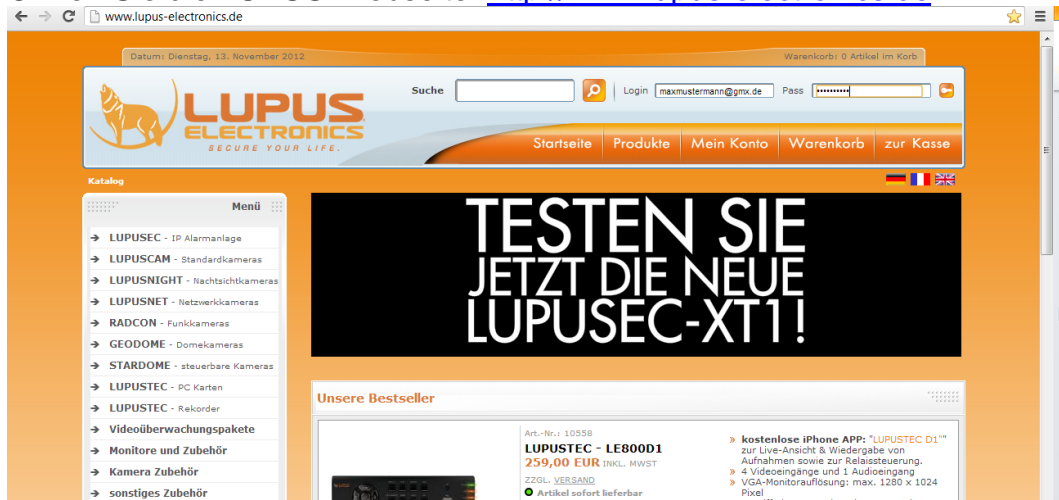 www.lupus-electronics.de
Datum: Dienstag, 13. November 2012
Warenkorb: 0 Artikel im Korb
LUPUS
ELECTRONICS
SECURE YOUR LIFE.
Suche
Login maxmustermann@gmx.de Pass ••••••••••
Startseite Produkte Mein Konto Warenkorb zur Kasse
Katalog
Menü
LUPUSEC - IP Alarmanlage
LUPUSCAM - Standardkameras
LUPUSNIGHT - Nachtsichtkameras
LUPUSNET - Netzwerkkameras
RADCON - Funkkameras
GEODOME - Domekameras
STARDOME - steuerbare Kameras
LUPUSTEC - PC Karten
LUPUSTEC - Rekorder
Videoüberwachungspakete
Monitore und Zubehör
Kamera Zubehör
sonstiges Zubehör
TESTEN SIE
JETZT DIE NEUE
LUPUSEC-XT1!
Unsere Bestseller
Art.-Nr.: 10558
LUPUSTEC - LE800D1
259,00 EUR INKL. MWST
ZZGL. VERSAND
Artikel sofort lieferbar
» kostenlose iPhone APP: "LUPUSTEC D1""
zur Live-Ansicht & Wiedergabe von
Aufnahmen sowie zur Relaissteuerung.
» 4 Videoeingänge und 1 Audioeingang
» VGA-Monitorauflösung: max. 1280 x 1024
Pixel